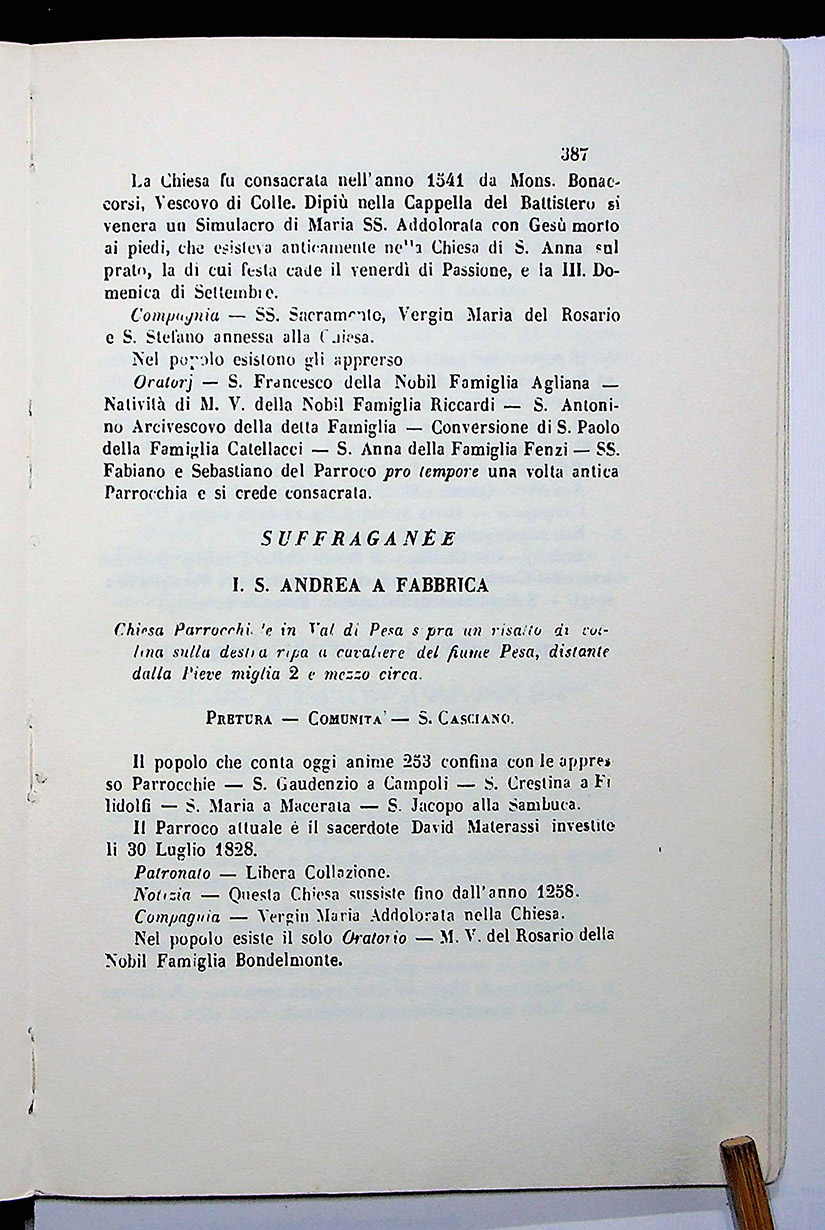 387
La Chiesa fu consacrata nell'anno 1541 da Mons. Bonac-
corsi, Vescovo di Colle. Dipiù nella Cappella del Battistero si
venera un Simulacro di Maria SS. Addolorata con Gesù morto
ai piedi, che esisteva anticamente nella Chiesa di S. Anna sul
prato, la di cui festa cade il venerdì di Passione, e la III. Do-
menica di Settembre.
Compagnia — SS. Sacramento, Vergin Maria del Rosario
e S. Stefano annessa alla Chiesa.
Nel popolo esistono gli apprerso
Oratorj — S. Francesco della Nobil Famiglia Agliana —
Natività di M. V. della Nobil Famiglia Riccardi — S. Antoni-
no Arcivescovo della detta Famiglia — Conversione di S. Paolo
della Famiglia Catellacci — S. Anna della Famiglia Fenzi — SS.
Fabiano e Sebastiano del Parroco pro tempore una volta antica
Parrocchia e si crede consacrata.
SUFFRAGANÉE
I. S. ANDREA A FABBRICA
Chiesa Parrocchiale in Val di Pesa sopra un risalto di col-
lina sulla destra ripa a cavaliere del fiume Pesa, distante
dalla Pieve miglia 2 e mezzo circa.
PRETURA — COMUNITA' — S. CASCIANO.
Il popolo che conta oggi anime 253 confina con le appres
so Parrocchie — S. Gaudenzio a Campoli — S. Crestina a Fi
lidolfi — S. Maria a Macerata — S. Jacopo alla Sambuca.
Il Parroco attuale è il sacerdote David Materassi investito
li 30 Luglio 1828.
Patronato — Libera Collazione.
Notizia — Questa Chiesa sussiste fino dall'anno 1258.
Compagnia — Vergin Maria Addolorata nella Chiesa.
Nel popolo esiste il solo Oratorio — M. V. del Rosario della
Nobil Famiglia Bondelmonte.